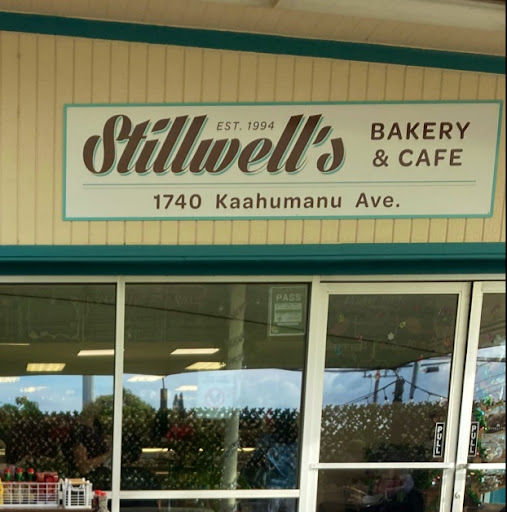 EST. 1994
Stillwell's
BAKERY
& CAFE
1740 Kaahumanu Ave.
PASS
PULL
PULL